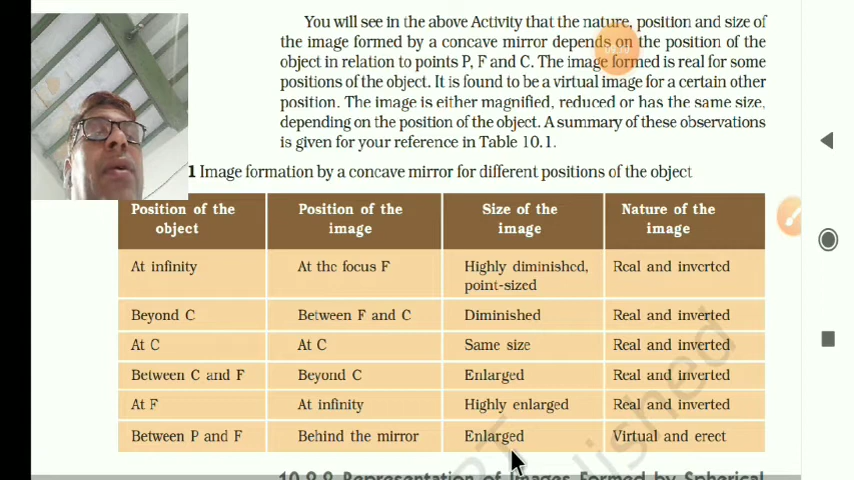 You will see in the above Activity that the nature, position and size of
the image formed by a concave mirror depends on the position of the
object in relation to points P, F and C. The image formed is real for some
positions of the object. It is found to be a virtual image for a certain other
position. The image is either magnified, reduced or has the same size,
depending on the position of the object. A summary of these observations
is given for your reference in Table 10.1.
1 Image formation by a concave mirror for different positions of the object
Position of the object Position of the image Size of the image Nature of the image
At infinity At the focus F Highly diminished, point-sized Real and inverted
Beyond C Between F and C Diminished Real and inverted
At C At C Same size Real and inverted
Between C and F Beyond C Enlarged Real and inverted
At F At infinity Highly enlarged Real and inverted
Between P and F Behind the mirror Enlarged Virtual and erect
Representation of Images Formed by Spherical